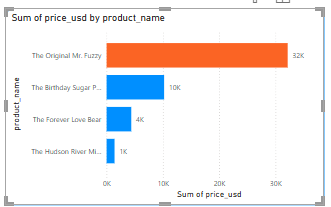 Sum of price_usd by product_name
product_name
The Original Mr. Fuzzy
32K
The Birthday Sugar P...
10K
The Forever Love Bear
4K
The Hudson River Mi...
1K
0K 10K 20K 30K
Sum of price_usd